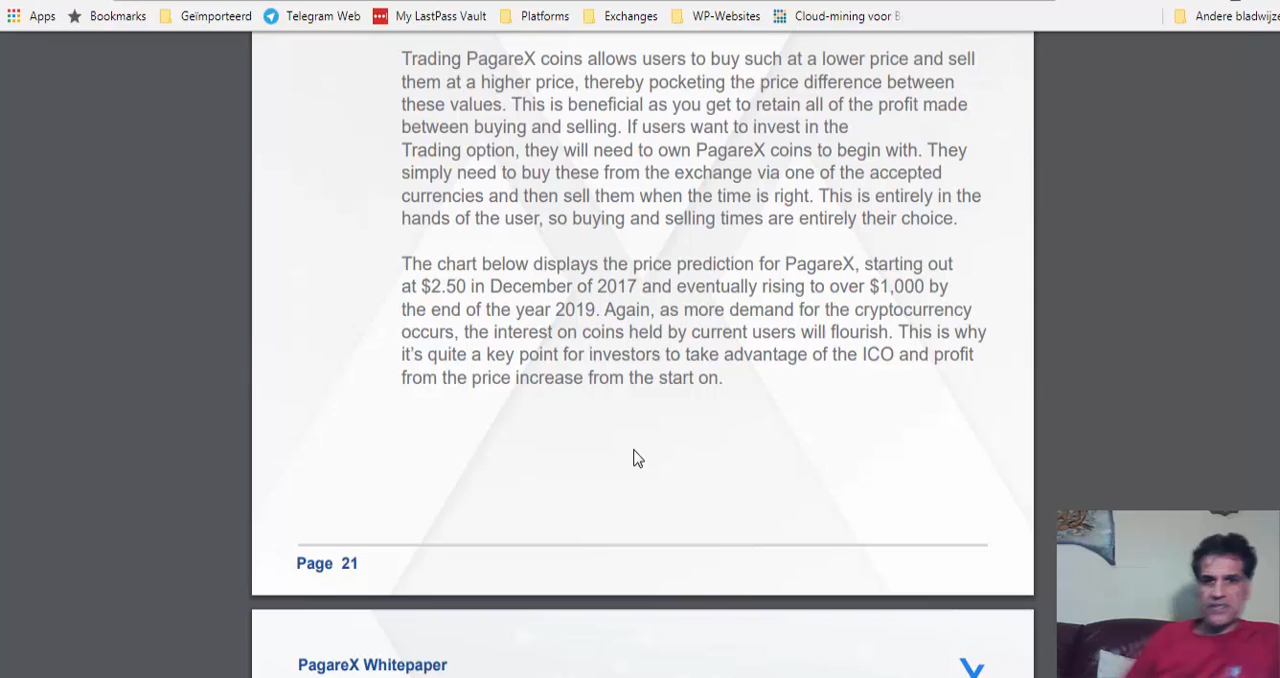 Apps Bookmarks Geïmporteerd Telegram Web My LastPass Vault Platforms Exchanges WP-Websites Cloud-mining voor Andere bladwijze
Trading PagareX coins allows users to buy such at a lower price and sell
them at a higher price, thereby pocketing the price difference between
these values. This is beneficial as you get to retain all of the profit made
between buying and selling. If users want to invest in the
Trading option, they will need to own PagareX coins to begin with. They
simply need to buy these from the exchange via one of the accepted
currencies and then sell them when the time is right. This is entirely in the
hands of the user, so buying and selling times are entirely their choice.
The chart below displays the price prediction for PagareX, starting out
at $2.50 in December of 2017 and eventually rising to over $1,000 by
the end of the year 2019. Again, as more demand for the cryptocurrency
occurs, the interest on coins held by current users will flourish. This is why
it's quite a key point for investors to take advantage of the ICO and profit
from the price increase from the start on.
Page 21
PagareX Whitepaper